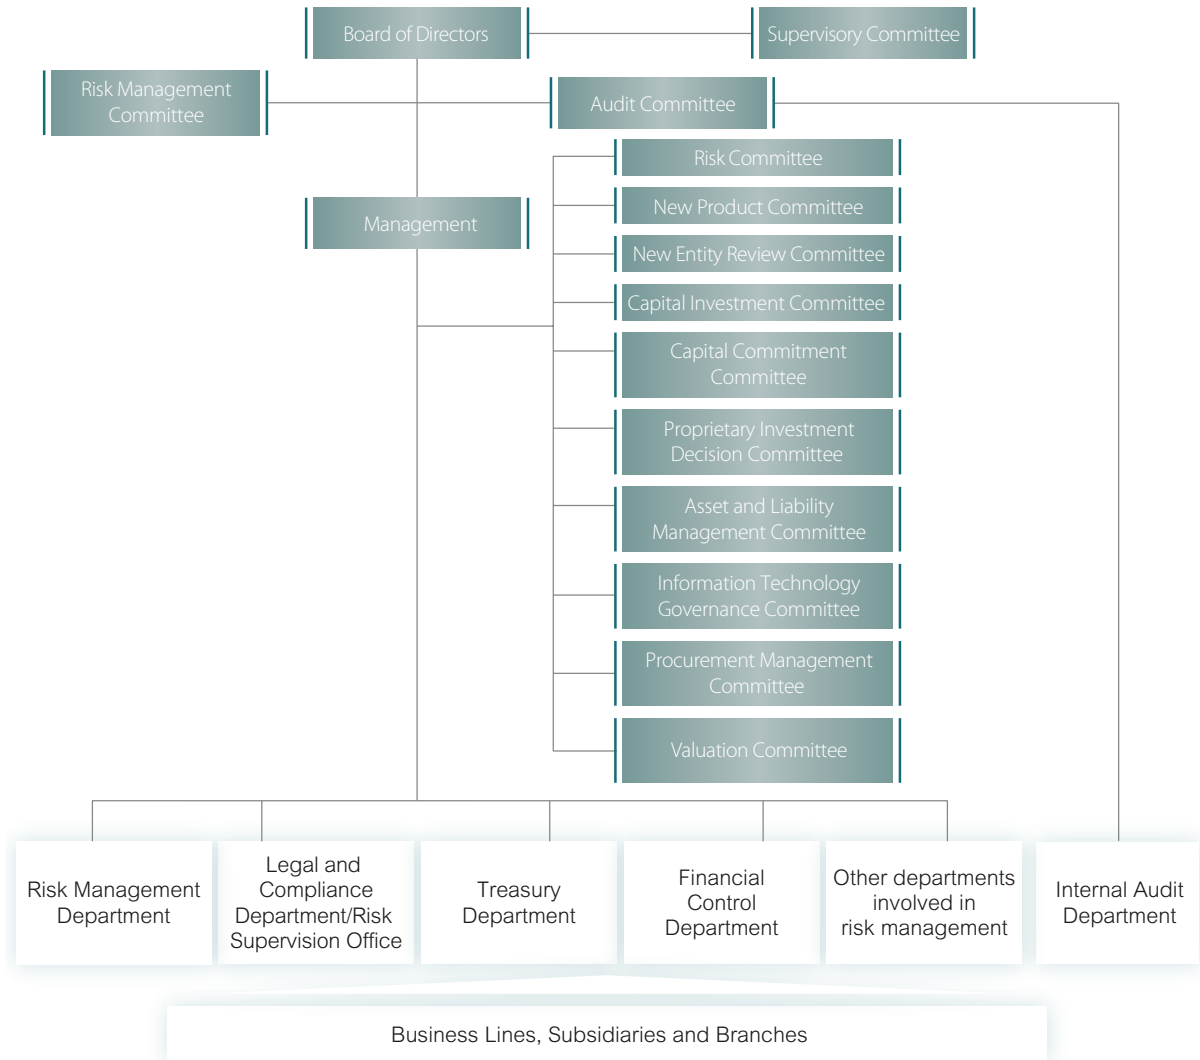 Board of Directors
Supervisory Committee
Risk Management
Committee
Audit Committee
Risk Committee
New Product Committee
Management
New Entity Review Committee
Capital Investment Committee
Capital Commitment
Committee
Proprietary Investment
Decision Committee
Asset and Liability
Management Committee
Information Technology
Governance Committee
Procurement Management
Committee
Valuation Committee
Risk Management
Department
Legal and
Compliance
Department/Risk
Supervision Office
Treasury
Department
Financial
Control
Department
Other departments
involved in
risk management
Internal Audit
Department
Business Lines, Subsidiaries and Branches